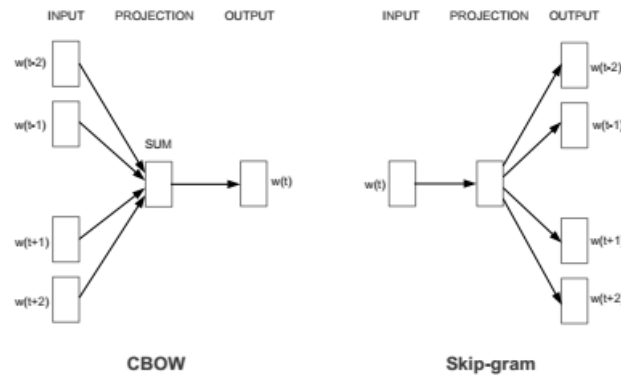 INPUT PROJECTION OUTPUT
w(t-2)
w(t-1)
SUM
w(t)
w(t+1)
w(t+2)
CBOW
INPUT PROJECTION OUTPUT
w(t-2)
w(t-1)
w(t)
w(t+1)
w(t+2)
Skip-gram